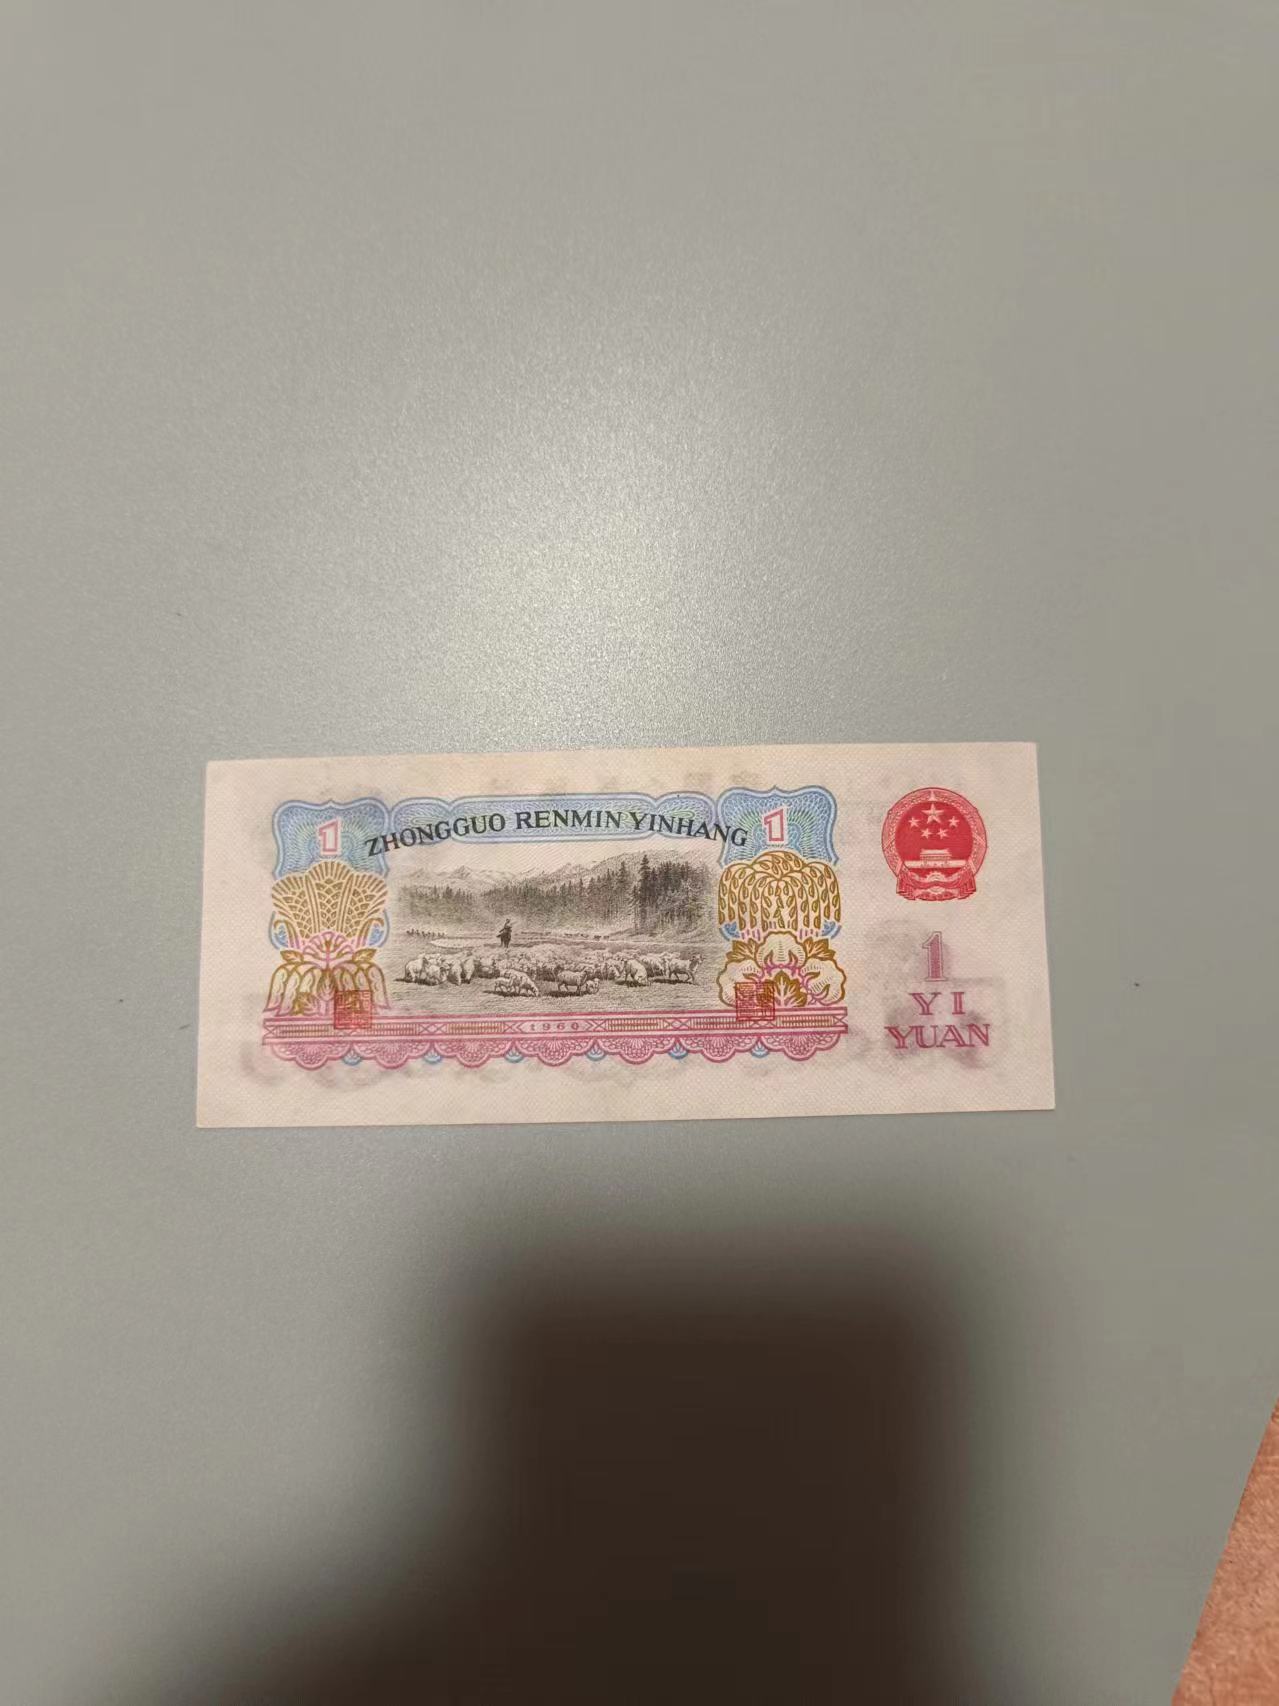 1 ZHONGGUO RENMIN YINHANG 1
1960
1
YI
YUAN